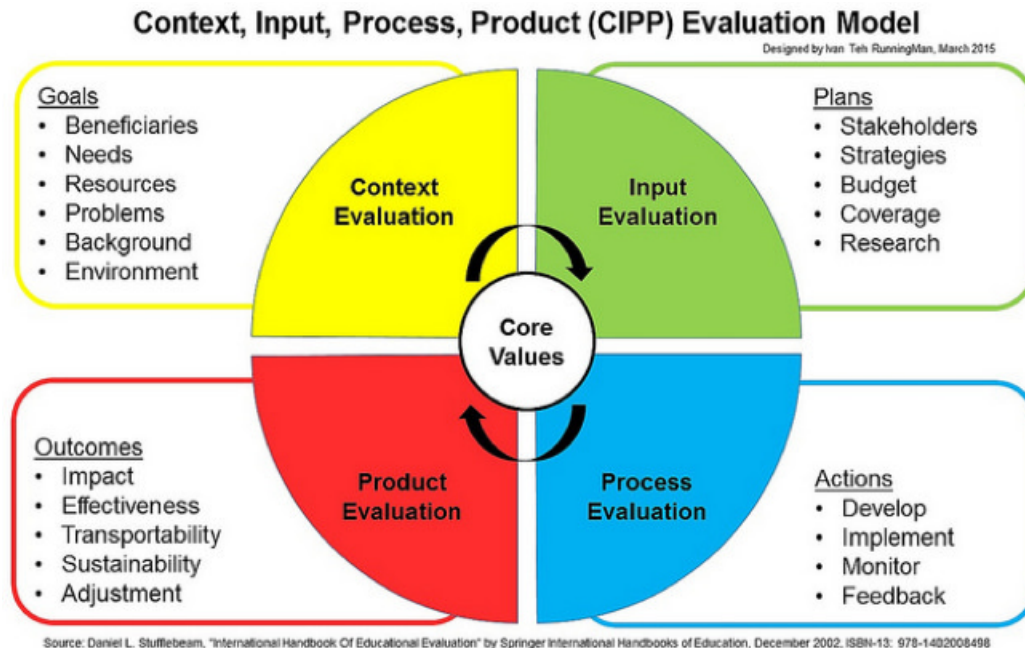 Context, Input, Process, Product (CIPP) Evaluation Model
Designed by Ivan Teh RunningMan, March 2015
Goals
• Beneficiaries
• Needs
• Resources
• Problems
• Background
• Environment
Context
Evaluation
Input
Evaluation
Plans
• Stakeholders
• Strategies
• Budget
• Coverage
• Research
Core
Values
Outcomes
• Impact
• Effectiveness
• Transportability
• Sustainability
• Adjustment
Product
Evaluation
Process
Evaluation
Actions
• Develop
• Implement
• Monitor
• Feedback
Source: Daniel L. Stufflebeam, "International Handbook Of Educational Evaluation" by Springer International Handbooks of Education, December 2002, ISBN-13: 978-1402008498